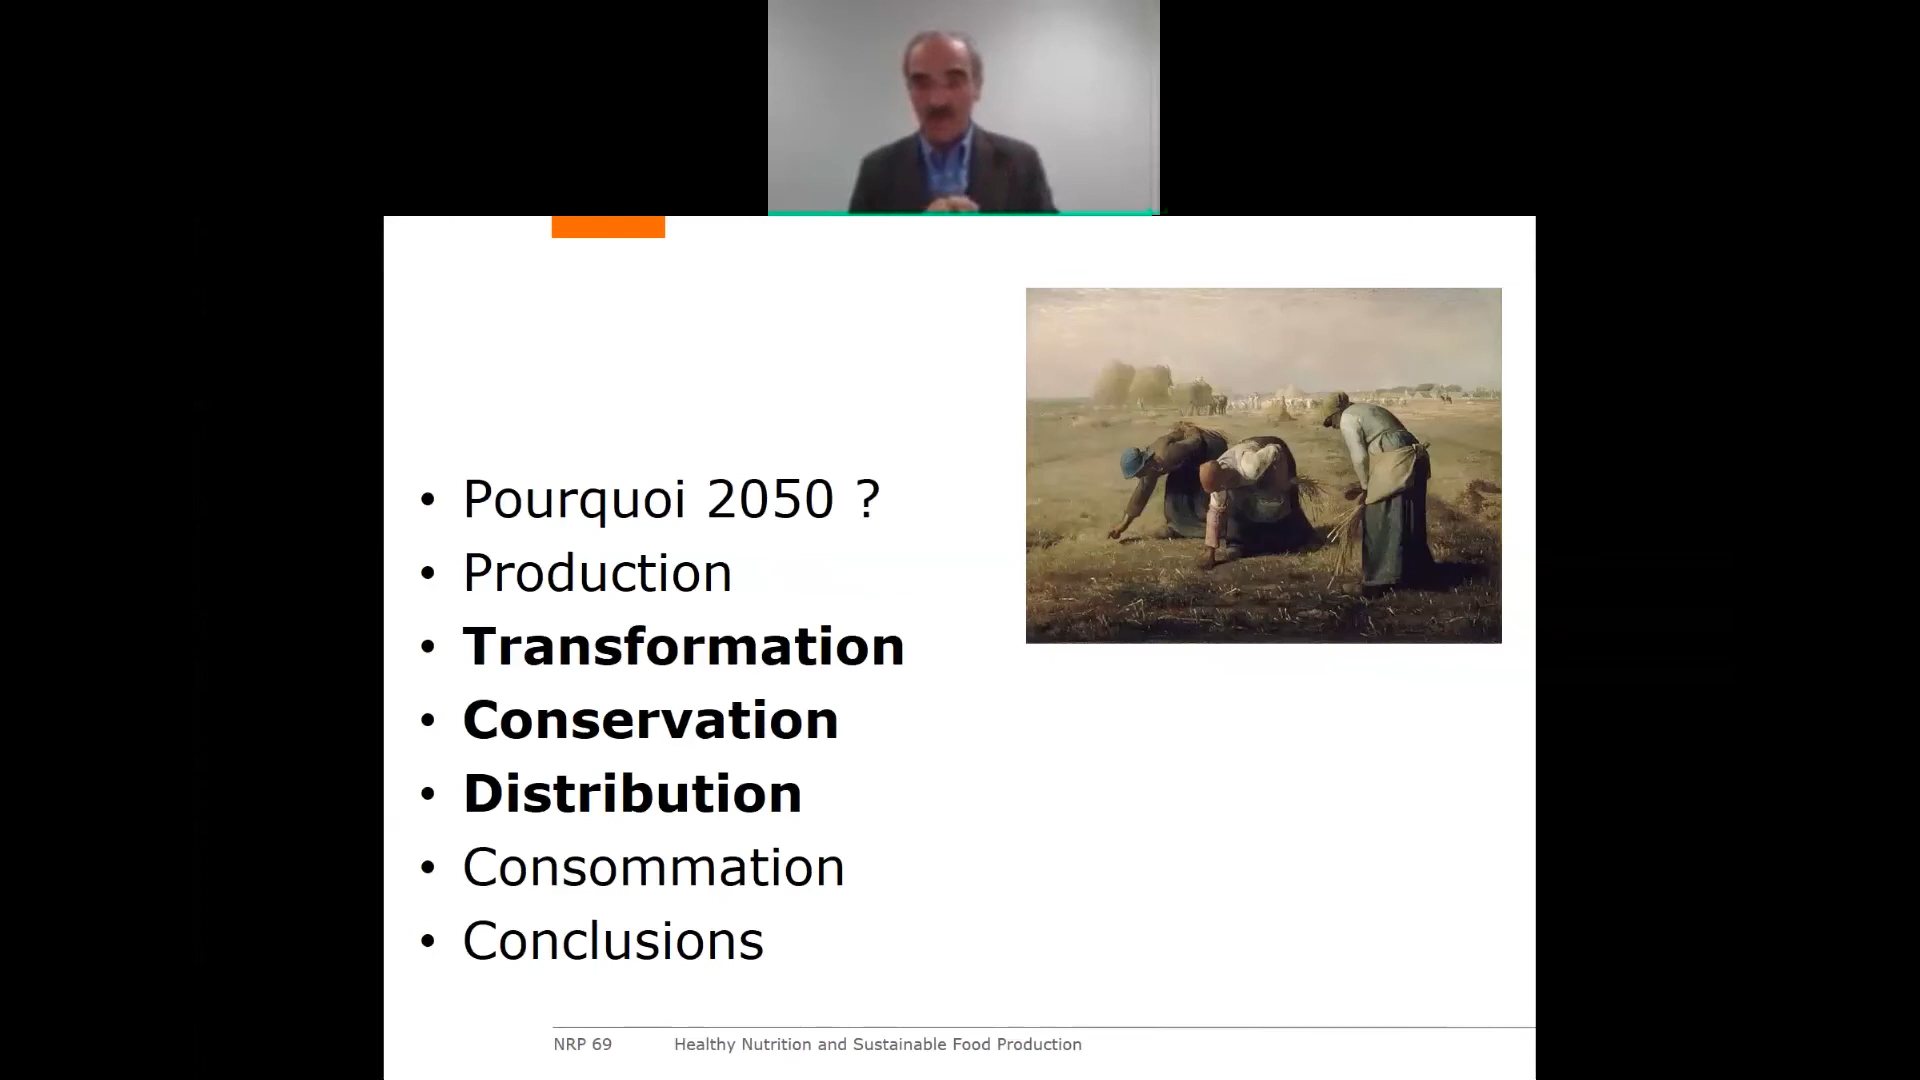 • Pourquoi 2050 ?
• Production
• Transformation
• Conservation
• Distribution
• Consommation
• Conclusions
NRP 69 Healthy Nutrition and Sustainable Food Production